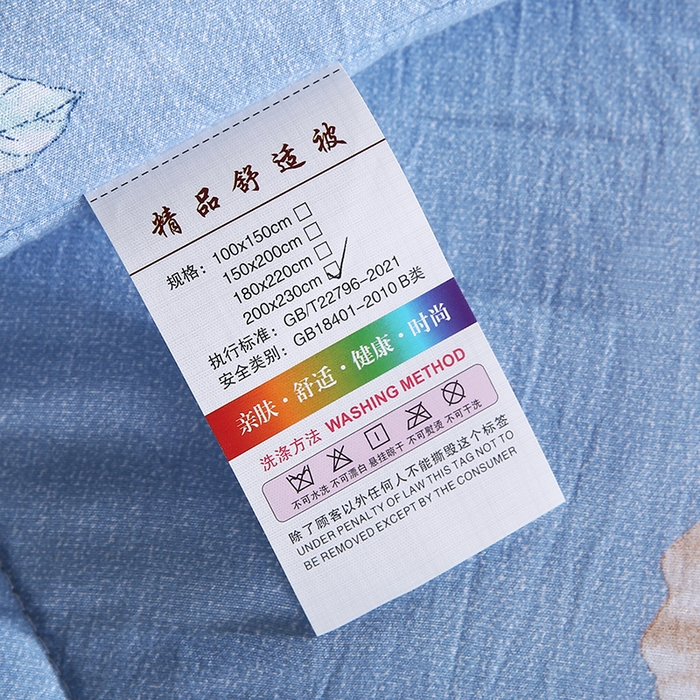 精品舒适被
规格：100x150cm
150x200cm
180x220cm
200x230cm
执行标准：GB/T22796-2021
安全类别：GB18401-2010 B类
亲肤·舒适·健康·时尚
洗涤方法 WASHING METHOD
不可水洗 不可漂白 悬挂晾干 不可熨烫 不可干洗
除了顾客以外任何人不能撕毁这个标签
UNDER PENALTY OF LAW THIS TAG NOT TO
BE REMOVED EXCEPT BY THE CONSUMER